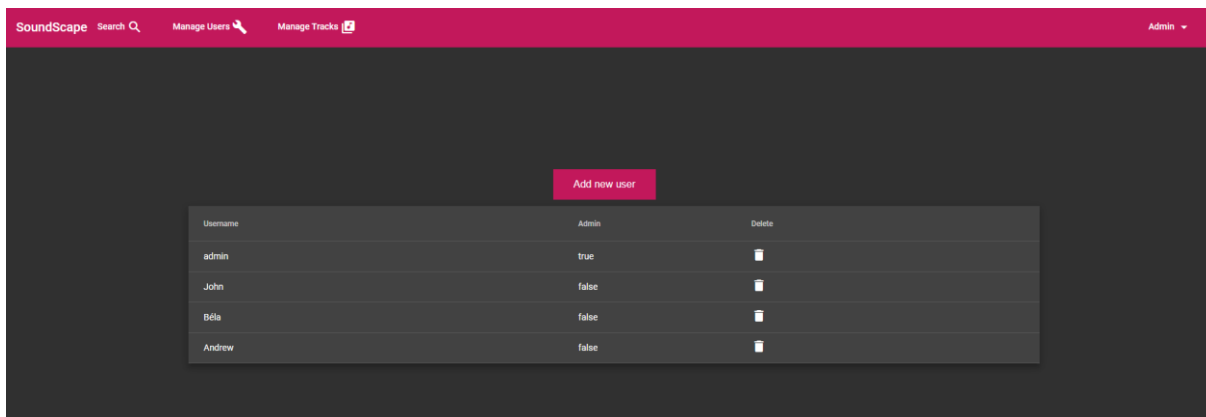 SoundScape Search Manage Users Manage Tracks Admin
Add new user
Username Admin Delete
admin true
John false
Béla false
Andrew false